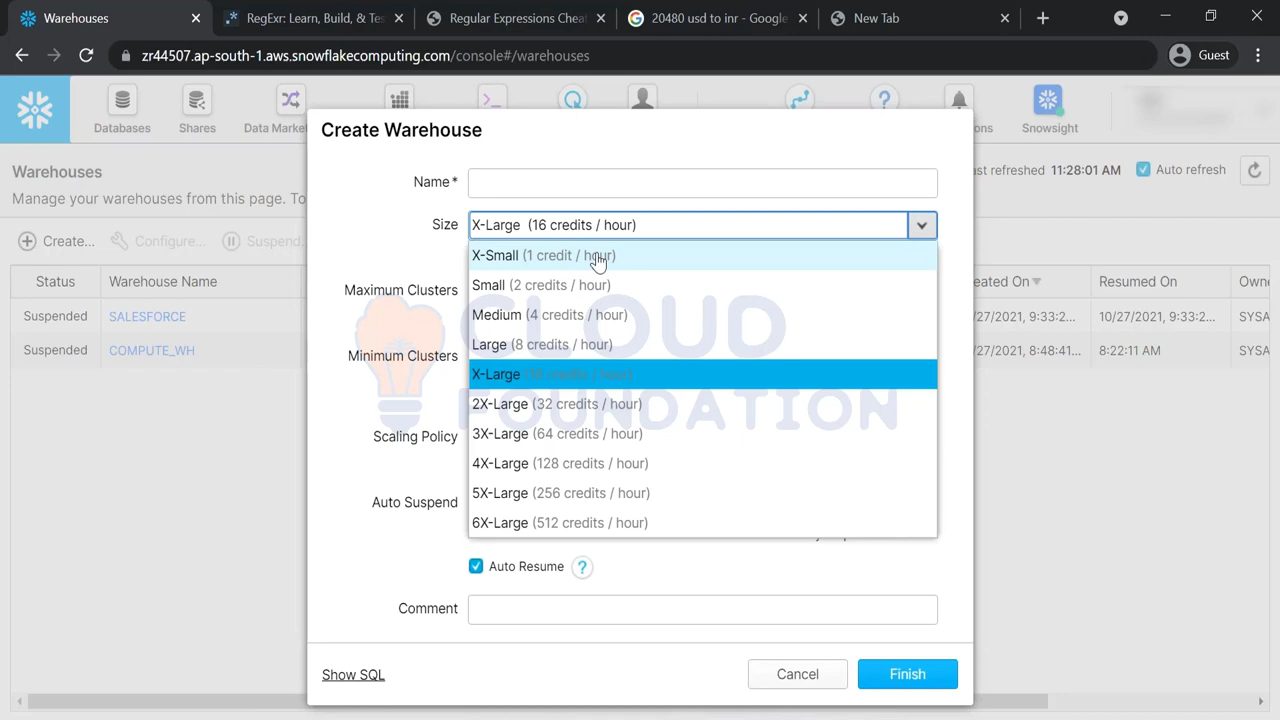 Warehouses
RegExr: Learn, Build, & Tes
Regular Expressions Cheat
20480 usd to inr - Google
New Tab
zr44507.ap-south-1.aws.snowflakecomputing.com/console#/warehouses
Guest
Databases
Shares
Data Market
Snowsight
Create Warehouse
Warehouses
Last refreshed 11:28:01 AM
Auto refresh
Manage your warehouses from this page. To
Name*
Size
X-Large (16 credits / hour)
Create...
Configure...
Suspend.
X-Small (1 credit / hour)
Small (2 credits / hour)
Medium (4 credits / hour)
Large (8 credits / hour)
X-Large (16 credits / hour)
2X-Large (32 credits / hour)
3X-Large (64 credits / hour)
4X-Large (128 credits / hour)
5X-Large (256 credits / hour)
6X-Large (512 credits / hour)
Status
Warehouse Name
eated On
Resumed On
Owne
Suspended
SALESFORCE
/27/2021, 9:33:2...
10/27/2021, 9:33:2...
SYSA
Suspended
COMPUTE_WH
/27/2021, 8:48:41...
8:22:11 AM
SYSA
Maximum Clusters
Minimum Clusters
Scaling Policy
Auto Suspend
CLOUD
FOUNDATION
Auto Resume
?
Comment
Show SQL
Cancel
Finish